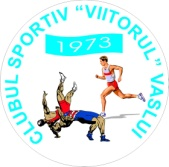 CLUBUL SPORTIV "VIITORUL" VASLUI
1973